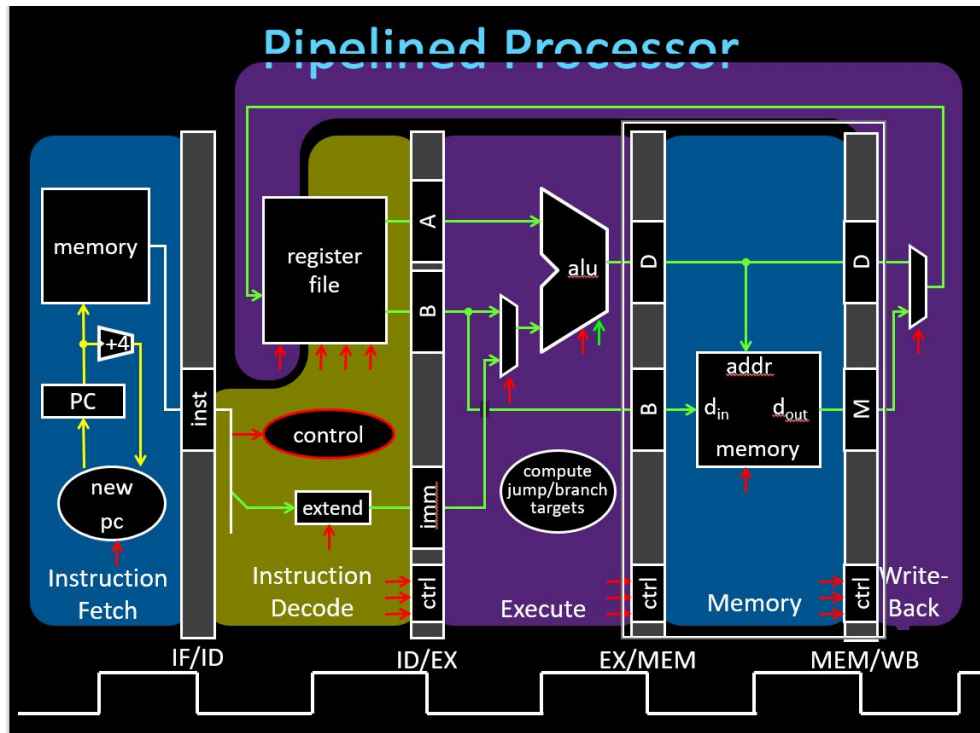 Pipelined Processor
memory
+4
PC
new
pc
Instruction
Fetch
inst
register
file
control
extend
Instruction
Decode
A
B
imm
ctrl
alu
compute
jump/branch
targets
Execute
D
B
ctrl
addr
din
dout
memory
Memory
D
M
ctrl
Write-
Back
IF/ID
ID/EX
EX/MEM
MEM/WB